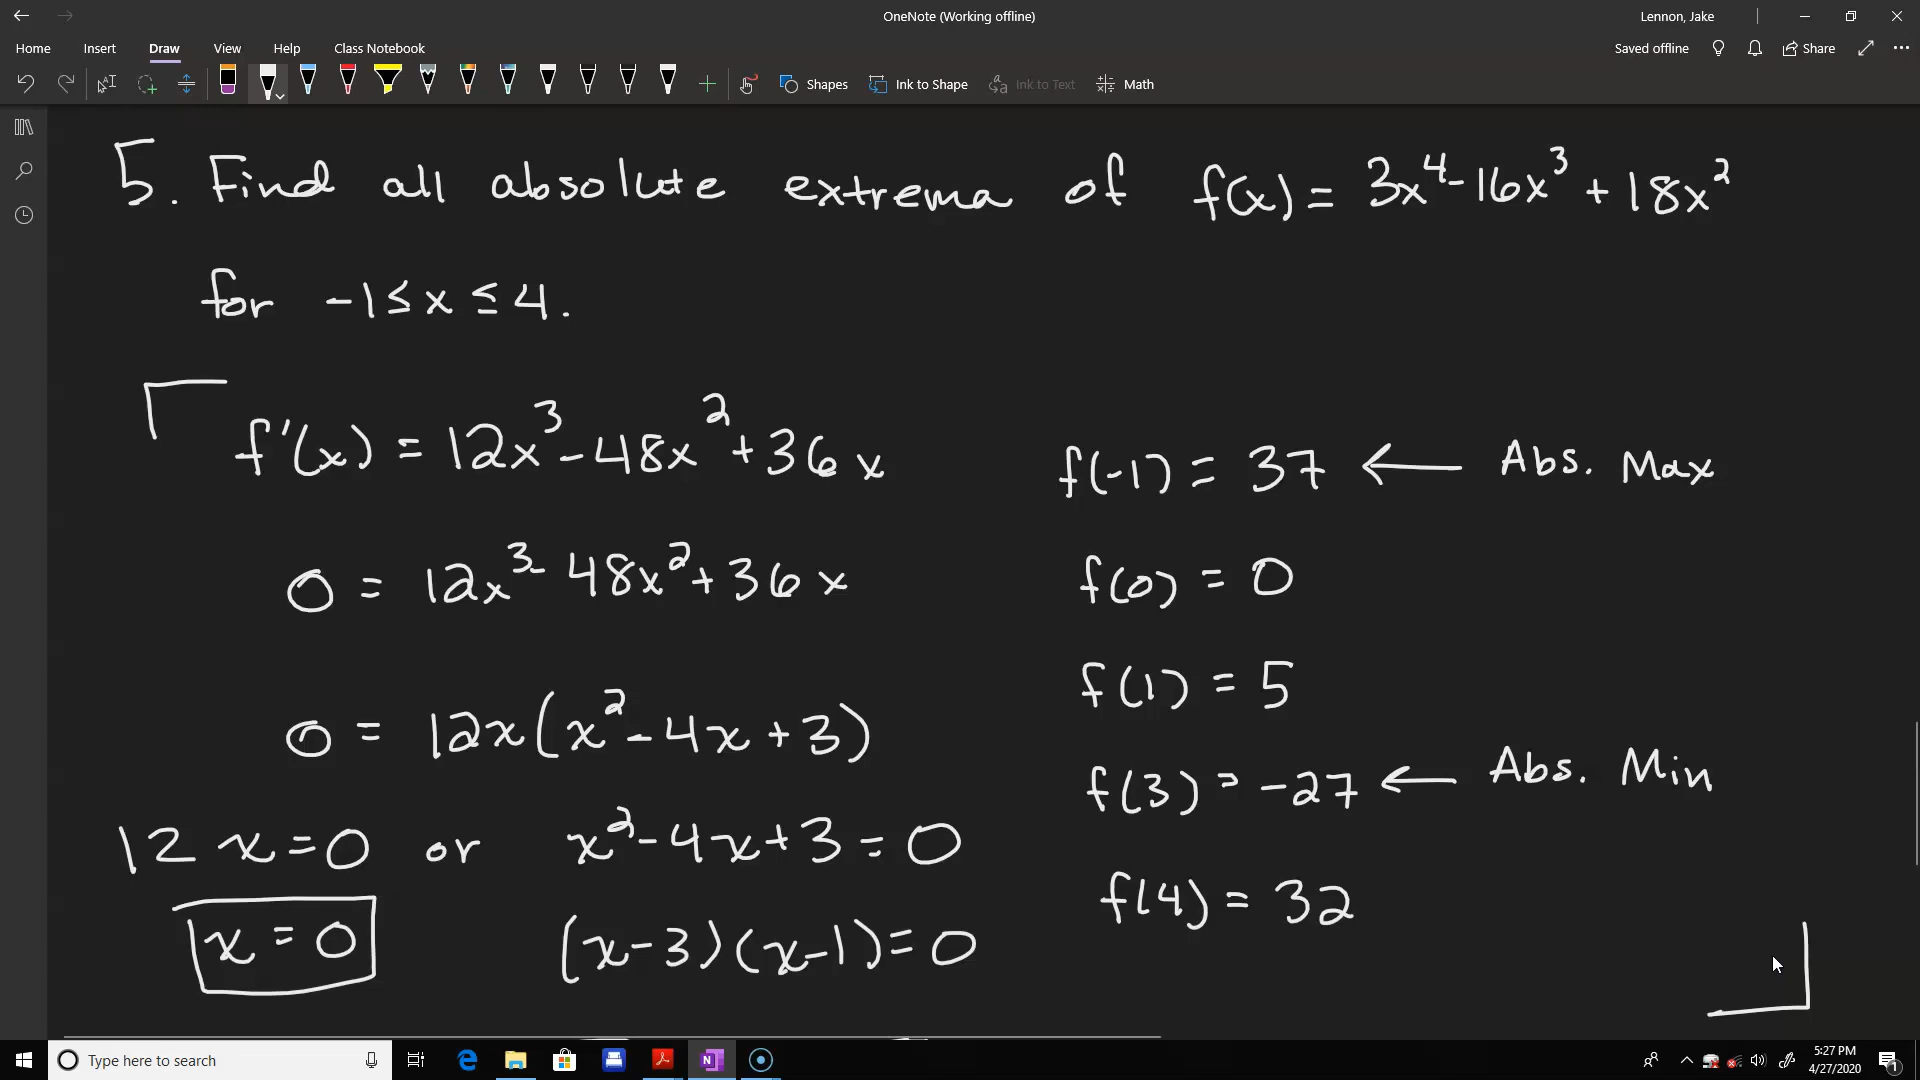 OneNote (Working offline)
Lennon, Jake
Home Insert Draw View Help Class Notebook
Saved offline
Share
Shapes Ink to Shape Ink to Text Math
5. Find all absolute extrema of f(x) = 3x⁴ - 16x³ + 18x²
for -1 ≤ x ≤ 4.
f'(x) = 12x³ - 48x² + 36x
0 = 12x³ - 48x² + 36x
0 = 12x(x² - 4x + 3)
12x = 0 or x² - 4x + 3 = 0
x = 0
(x - 3)(x - 1) = 0
f(-1) = 37 ← Abs. Max
f(0) = 0
f(1) = 5
f(3) = -27 ← Abs. Min
f(4) = 32
Type here to search
5:27 PM
4/27/2020
1